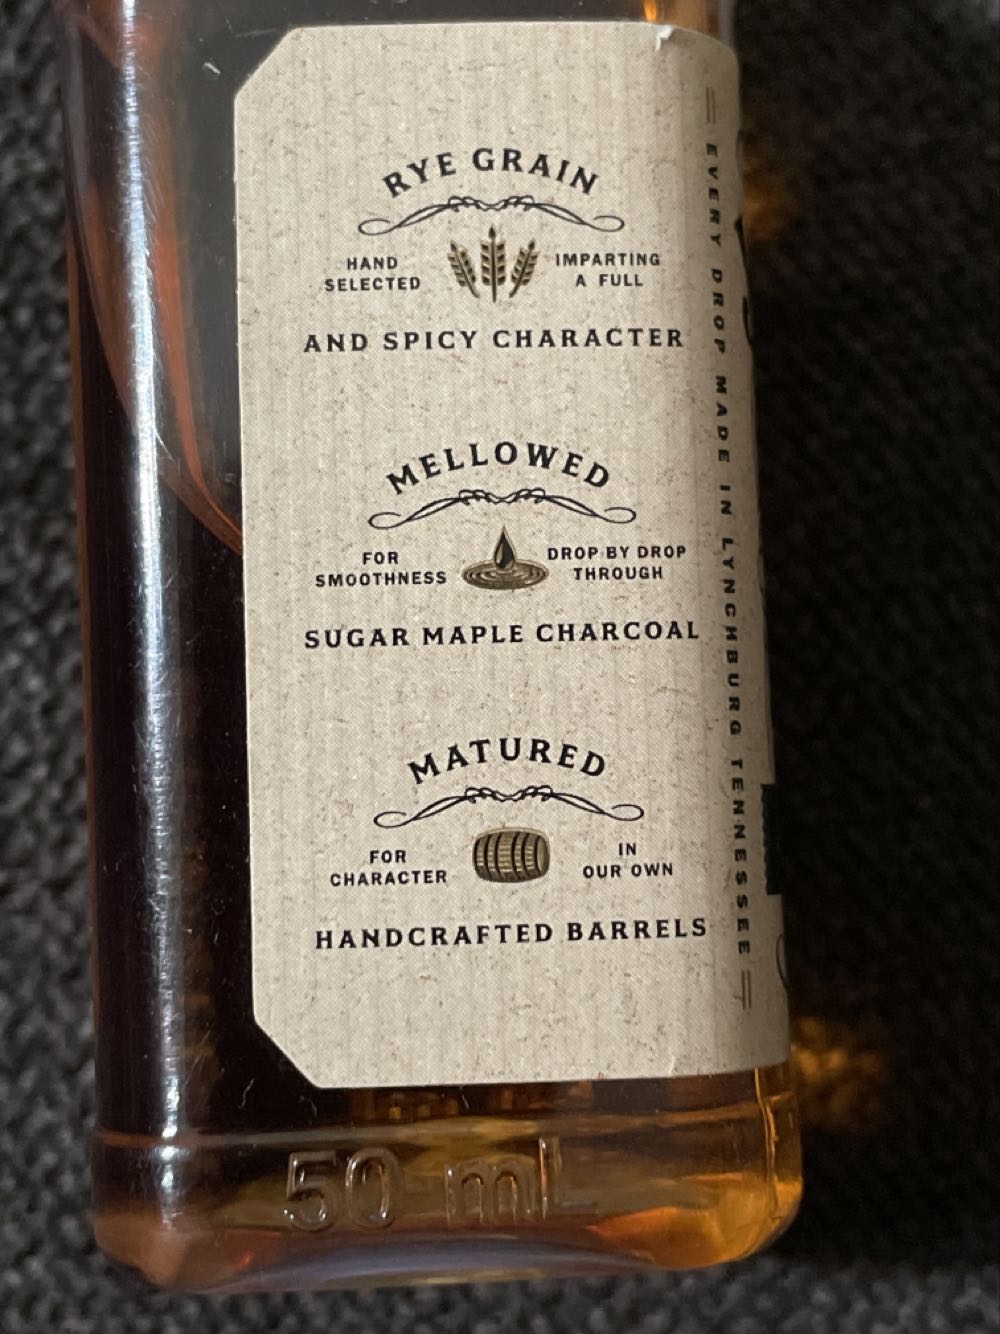 RYE GRAIN
HAND IMPARTING
SELECTED A FULL
AND SPICY CHARACTER
MELLOWED
FOR DROP BY DROP
SMOOTHNESS THROUGH
SUGAR MAPLE CHARCOAL
MATURED
FOR IN
CHARACTER OUR OWN
HANDCRAFTED BARRELS
EVERY DROP MADE IN LYNCHBURG TENNESSEE
50 mL